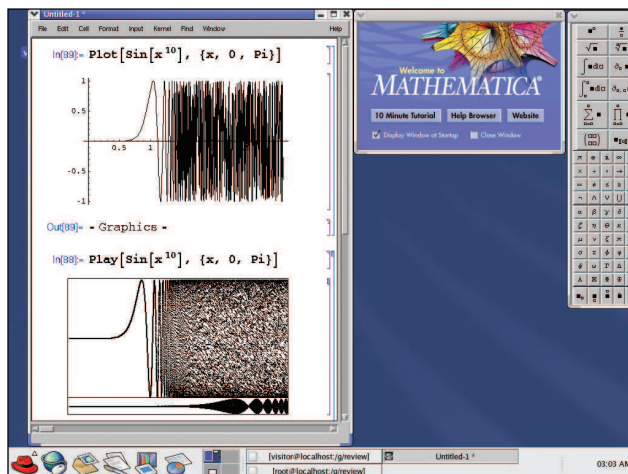 Untitled-1 *
File Edit Cell Format Input Kernel Find Window Help
In[89]:= Plot[Sin[x^10], {x, 0, Pi}]
1
0.5
0.5 1
-0.5
-1
Out[89]= - Graphics -
In[88]:= Play[Sin[x^10], {x, 0, Pi}]
Welcome to
MATHEMATICA®
10 Minute Tutorial Help Browser Website
Display Window at Startup Close Window
π e i ∞
× ÷ · →
= ≠ ≤ ≥
¬ ∧ ∨ ∪
α β γ δ
ζ η θ κ
μ ν ξ π
σ τ φ φ
ϕ ω Γ Δ
[visitor@localhost:/g/review]
Untitled-1 *
[root@localhost:/g/review]
03:03 AM